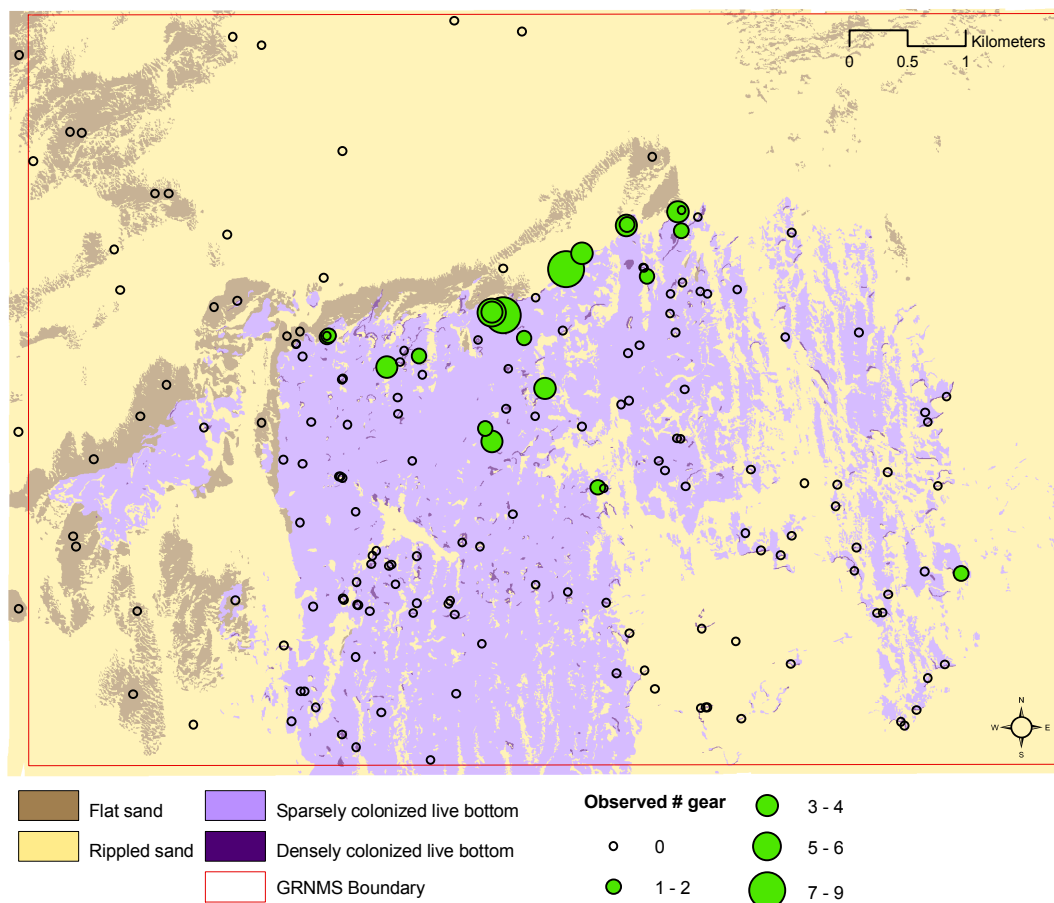 Kilometers
0 0.5 1
N
W E
S
Flat sand
Rippled sand
Sparsely colonized live bottom
Densely colonized live bottom
GRNMS Boundary
Observed # gear
0
1 - 2
3 - 4
5 - 6
7 - 9